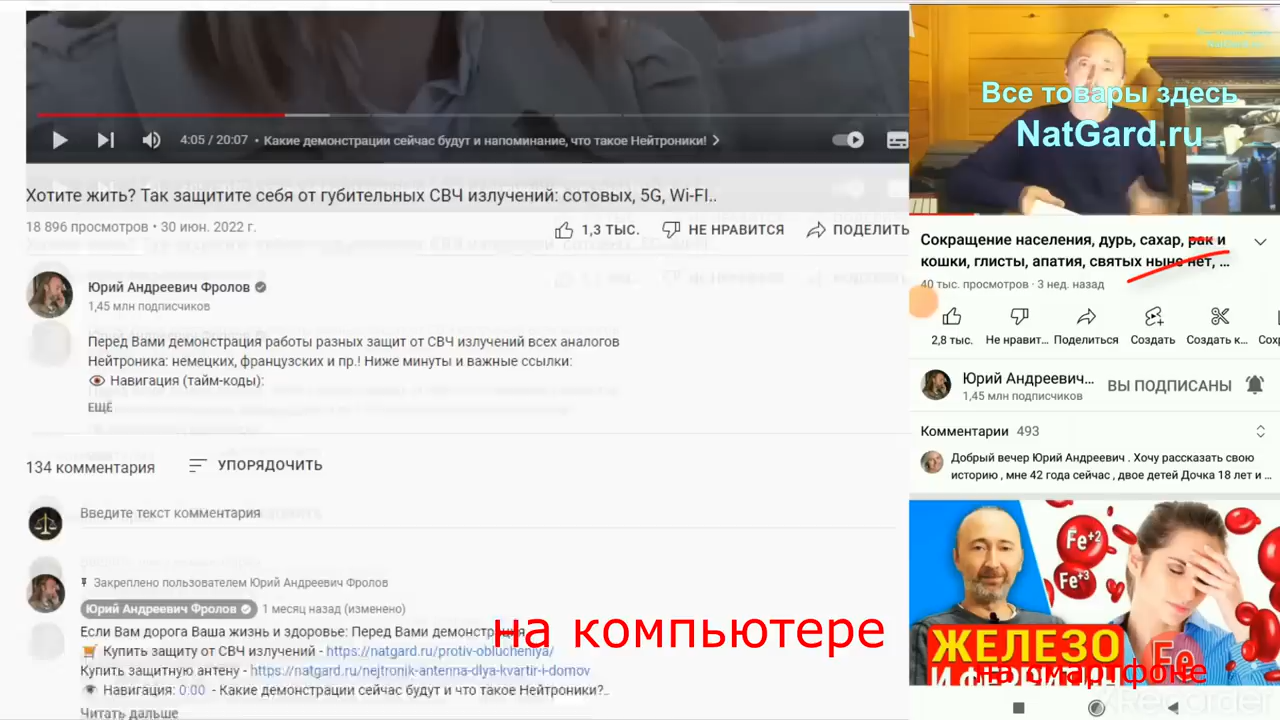 4:05 / 20:07 • Какие демонстрации сейчас будут и напоминание, что такое Нейтроники!
Хотите жить? Так защитите себя от губительных СВЧ излучений: сотовых, 5G, Wi-FI..
18 896 просмотров • 30 июн. 2022 г.
1,3 ТЫС.
НЕ НРАВИТСЯ
ПОДЕЛИТЬ
Юрий Андреевич Фролов
1,45 млн подписчиков
Перед Вами демонстрация работы разных защит от СВЧ излучений всех аналогов
Нейтроника: немецких, французских и пр.! Ниже минуты и важные ссылки:
Навигация (тайм-коды):
ЕЩЁ
134 комментария
УПОРЯДОЧИТЬ
Введите текст комментария
Закреплено пользователем Юрий Андреевич Фролов
Юрий Андреевич Фролов
1 месяц назад (изменено)
Если Вам дорога Ваша жизнь и здоровье: Перед Вами демонстрация,
Купить защиту от СВЧ излучений - https://natgard.ru/protiv-oblucheniya/
Купить защитную антену - https://natgard.ru/nejtronik-antenna-dlya-kvartir-i-domov
Навигация: 0:00 - Какие демонстрации сейчас будут и что такое Нейтроники?..
Читать дальше
на компьютере
Все товары здесь
NatGard.ru
Сокращение населения, дурь, сахар, рак и
кошки, глисты, апатия, святых ныне нет, ...
40 тыс. просмотров · 3 нед. назад
2,8 тыс.
Не нравит...
Поделиться
Создать
Создать к...
Сохр
Юрий Андреевич...
1,45 млн подписчиков
ВЫ ПОДПИСАНЫ
Комментарии 493
Добрый вечер Юрий Андреевич . Хочу рассказать свою
историю , мне 42 года сейчас , двое детей Дочка 18 лет и ...
Fe+2
Fe+3
ЖЕЛЕЗО
Fe
XRecorder